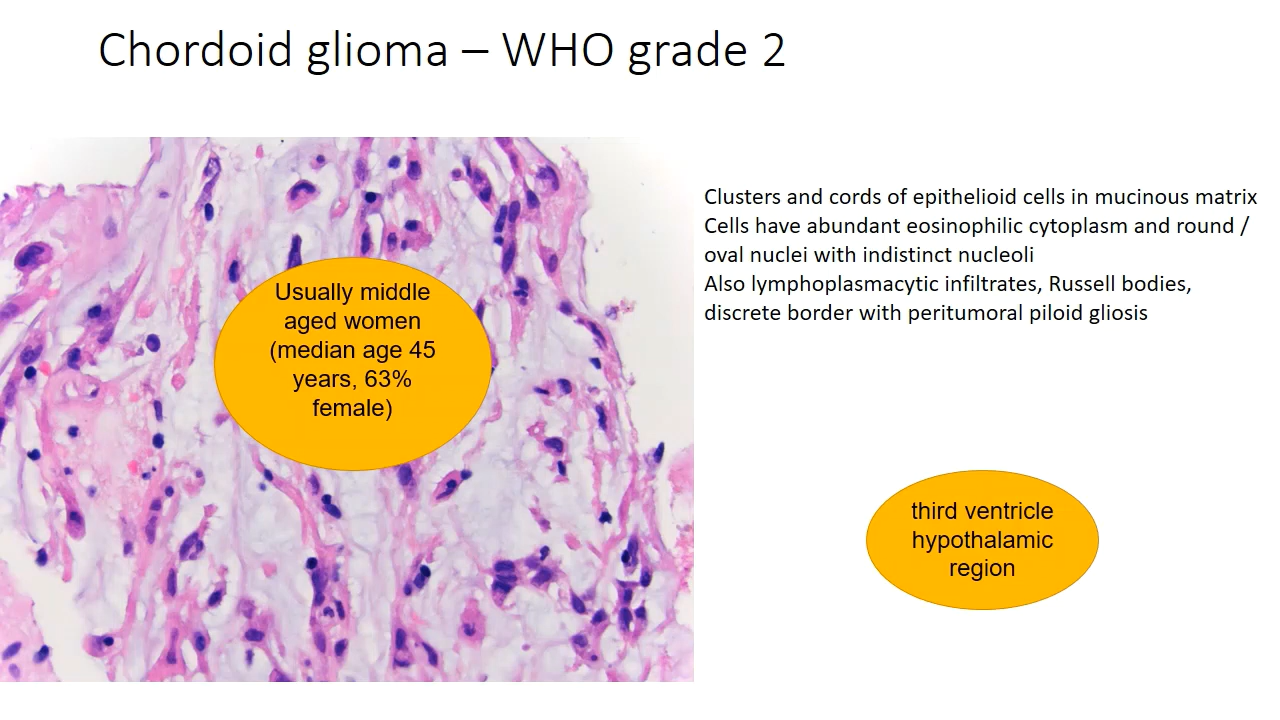 Chordoid glioma – WHO grade 2
Usually middle
aged women
(median age 45
years, 63%
female)
Clusters and cords of epithelioid cells in mucinous matrix
Cells have abundant eosinophilic cytoplasm and round /
oval nuclei with indistinct nucleoli
Also lymphoplasmacytic infiltrates, Russell bodies,
discrete border with peritumoral piloid gliosis
third ventricle
hypothalamic
region